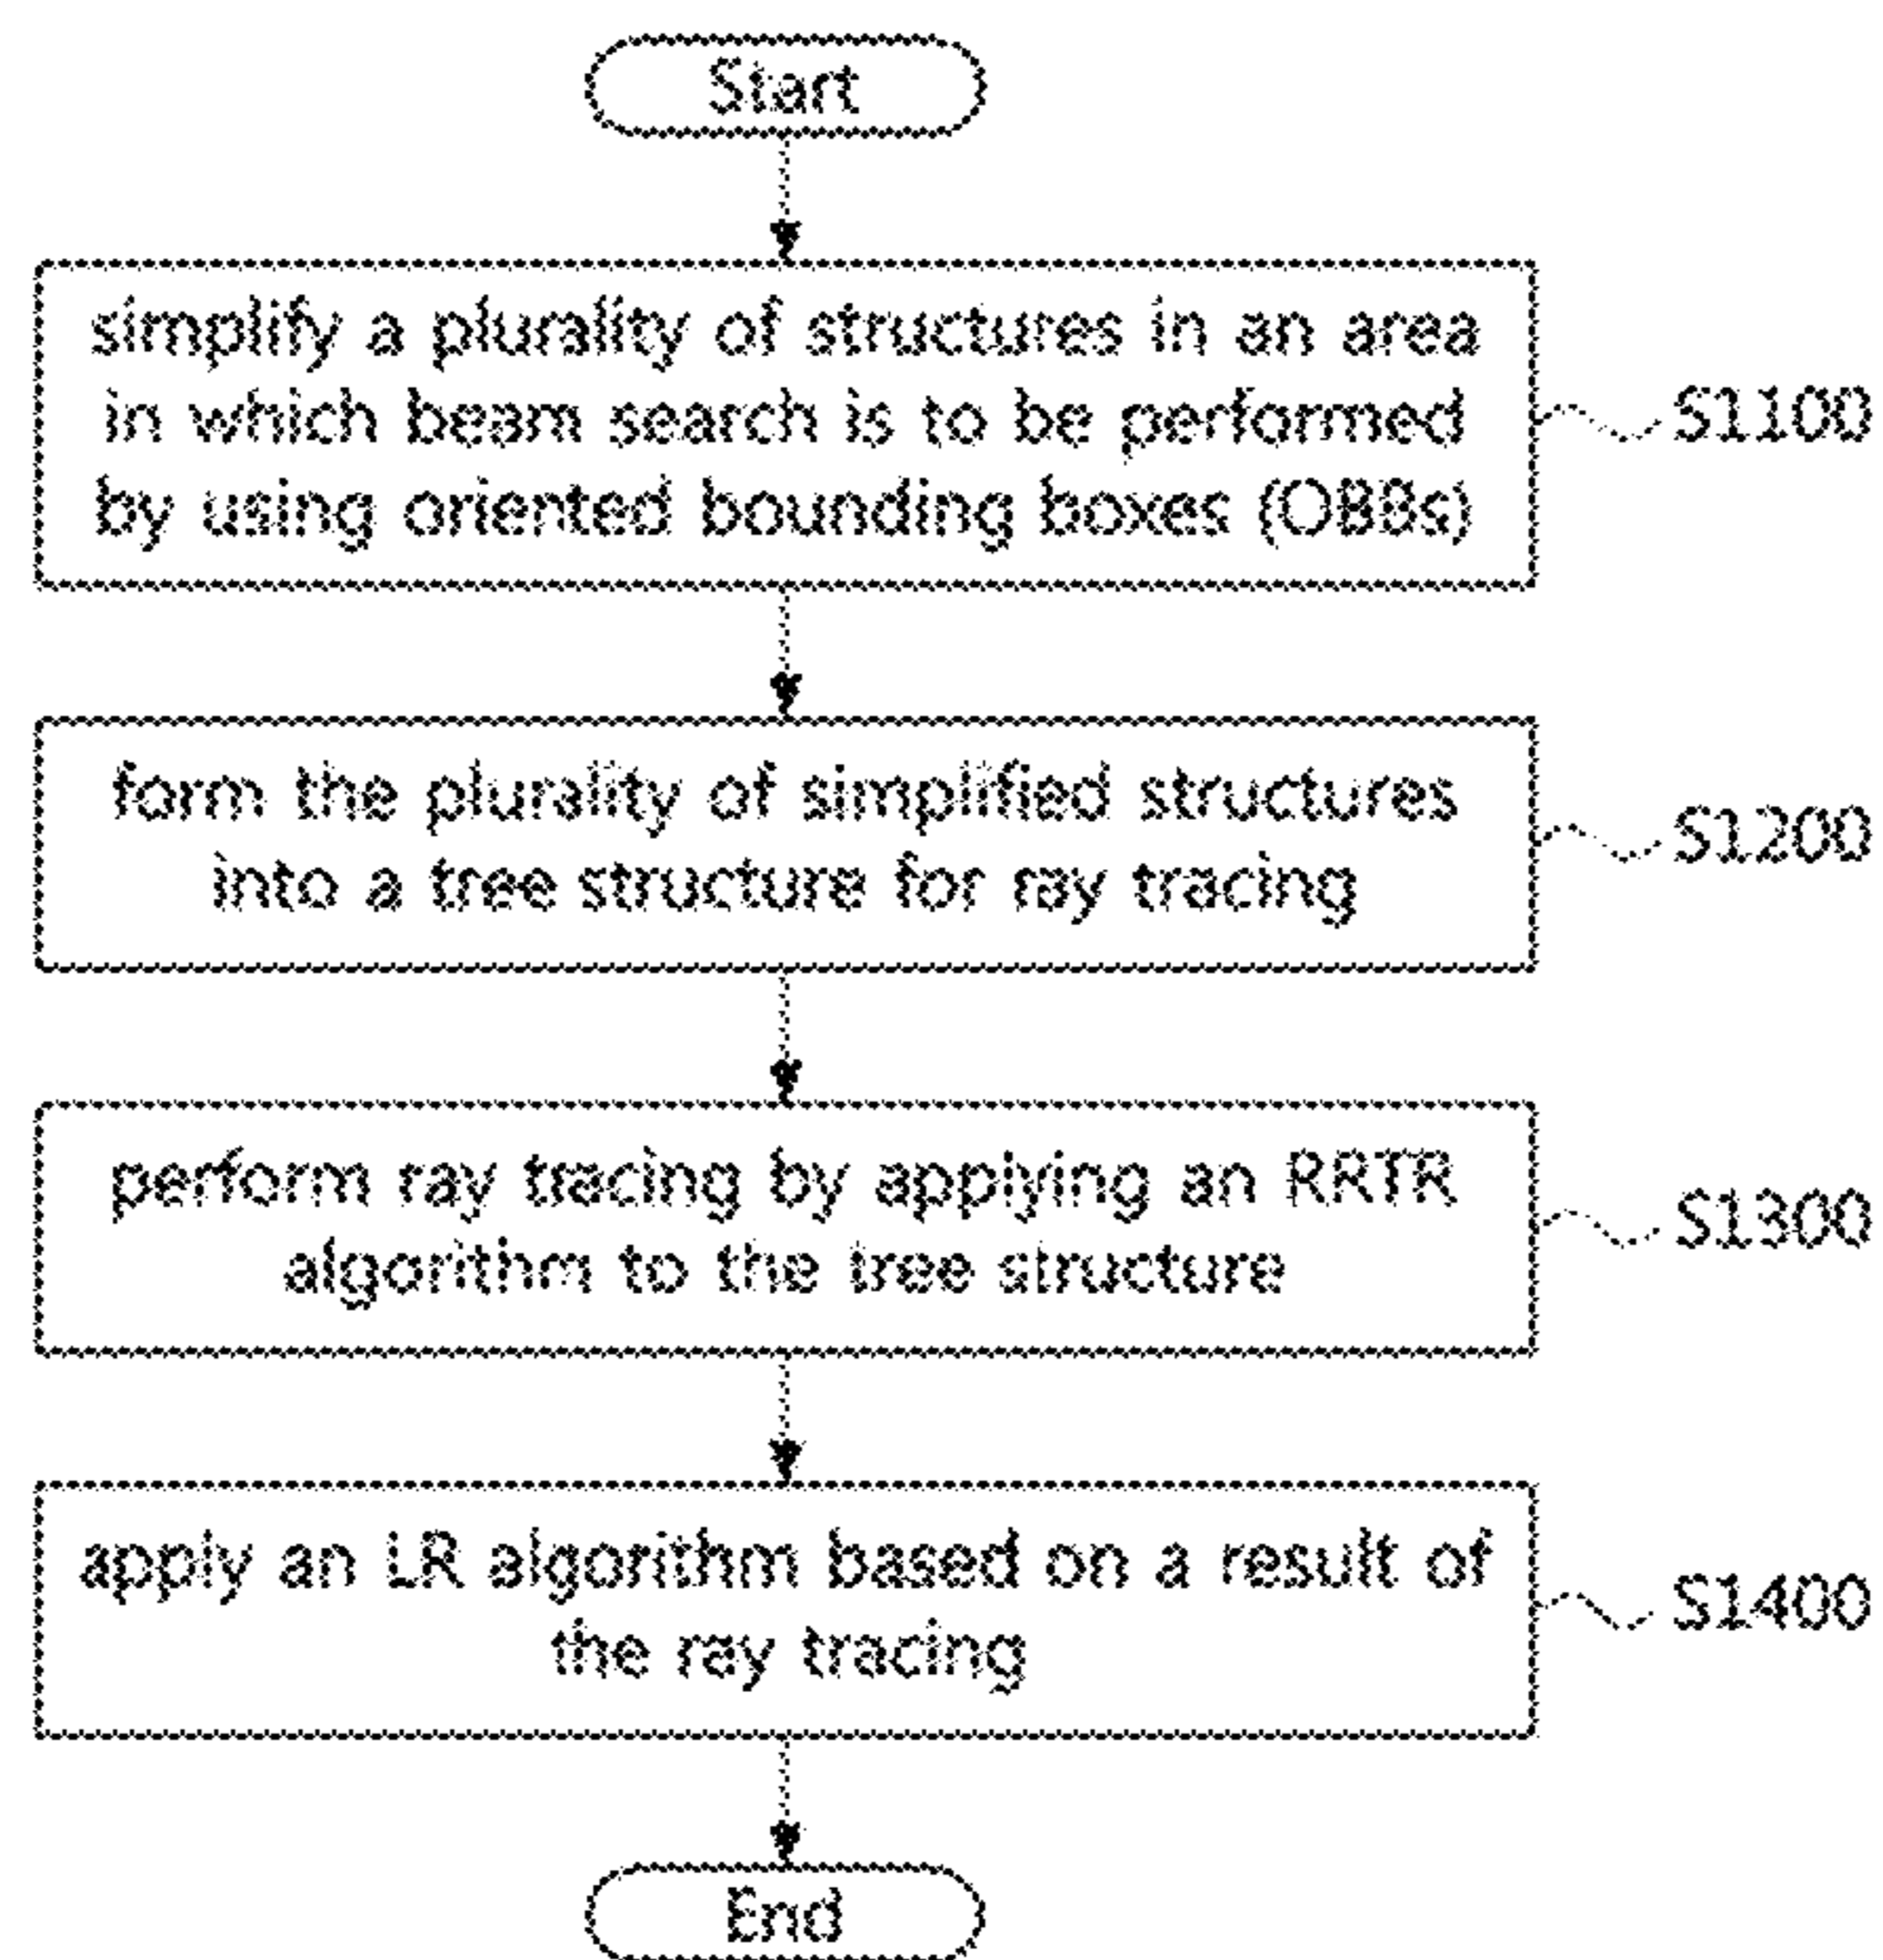 Start
simplify a plurality of structures in an area
in which beam search is to be performed
by using oriented bounding boxes (OBBs)
S1100
form the plurality of simplified structures
into a tree structure for ray tracing
S1200
perform ray tracing by applying an RRTR
algorithm to the tree structure
S1300
apply an LR algorithm based on a result of
the ray tracing
S1400
End